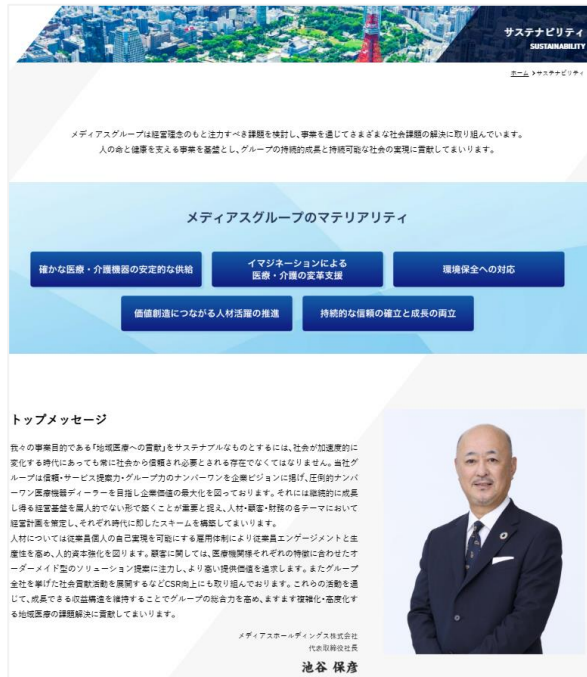 サステナビリティ
SUSTAINABILITY
ホーム > サステナビリティ
メディアスグループは経営理念のもと注力すべき課題を検討し、事業を通じてさまざまな社会課題の解決に取り組んでいます。
人の命と健康を支える事業を基盤とし、グループの持続的成長と持続可能な社会の実現に貢献してまいります。
メディアスグループのマテリアリティ
確かな医療・介護機器の安定的な供給
イマジネーションによる
医療・介護の変革支援
環境保全への対応
価値創造につながる人材活躍の推進
持続的な信頼の確立と成長の両立
トップメッセージ
我々の事業目的である「地域医療への貢献」をサステナブルなものとするには、社会が加速度的に
変化する時代にあっても常に社会から信頼され必要とされる存在でなくてはなりません。当社グ
ループは信頼・サービス提案力・グループ力のナンバーワンを企業ビジョンに掲げ、圧倒的ナンバ
ーワン医療機器ディーラーを目指し企業価値の最大化を図っております。それには継続的に成長
し得る経営基盤を属人的でない形で築くことが重要と捉え、人材・顧客・財務の各テーマにおいて
経営計画を策定し、それぞれ時代に即したスキームを構築してまいります。
人材については従業員個人の自己実現を可能にする雇用体制により従業員エンゲージメントと生
産性を高め、人的資本強化を図ります。顧客に関しては、医療機関様それぞれの特徴に合わせたオ
ーダーメイド型のソリューション提案に注力し、より高い提供価値を追求します。またグループ
全社を挙げた社会貢献活動を展開するなどCSR向上にも取り組んでおります。これらの活動を通
じて、成長できる収益構造を維持することでグループの総合力を高め、ますます複雑化・高度化す
る地域医療の課題解決に貢献してまいります。
メディアスホールディングス株式会社
代表取締役社長
池谷 保彦